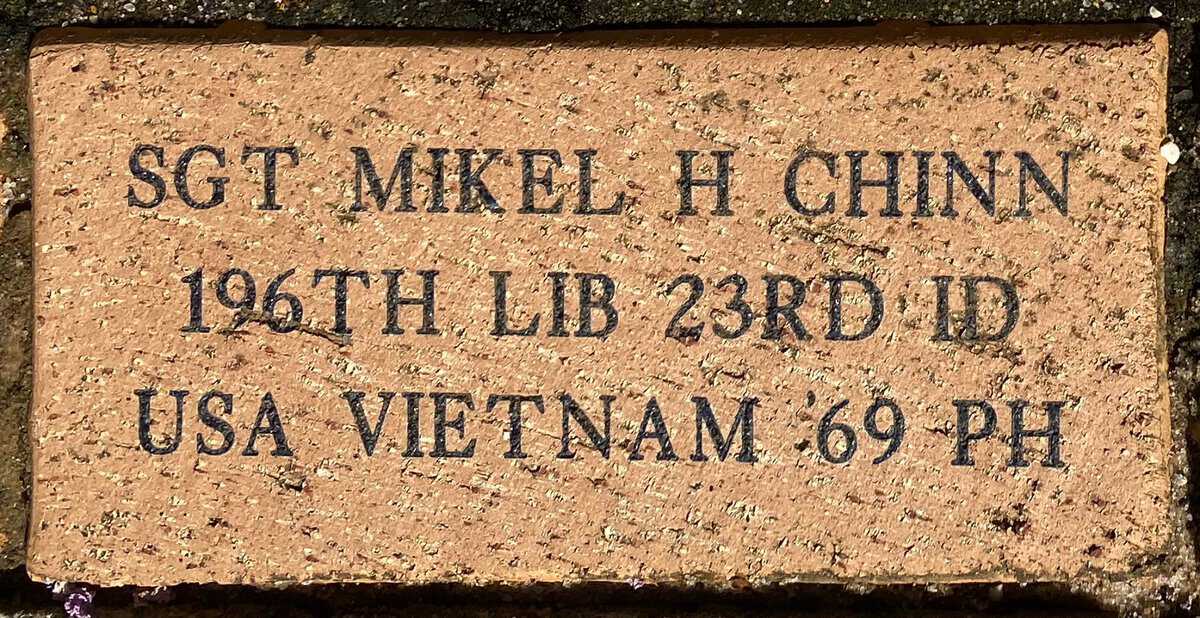 SGT MIKEL H CHINN
196TH LIB 23RD ID
USA VIETNAM '69 PH